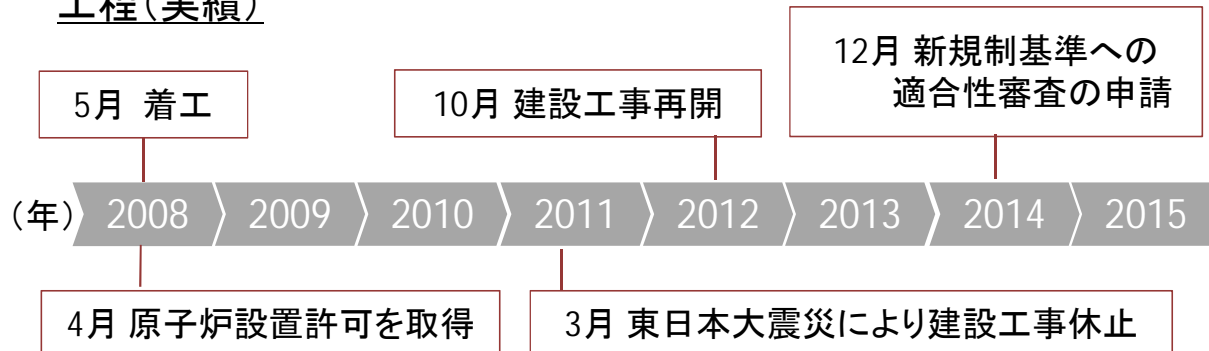 工程（実績）
12月 新規制基準への
適合性審査の申請
5月 着工
10月 建設工事再開
（年） 2008 2009 2010 2011 2012 2013 2014 2015
4月 原子炉設置許可を取得
3月 東日本大震災により建設工事休止